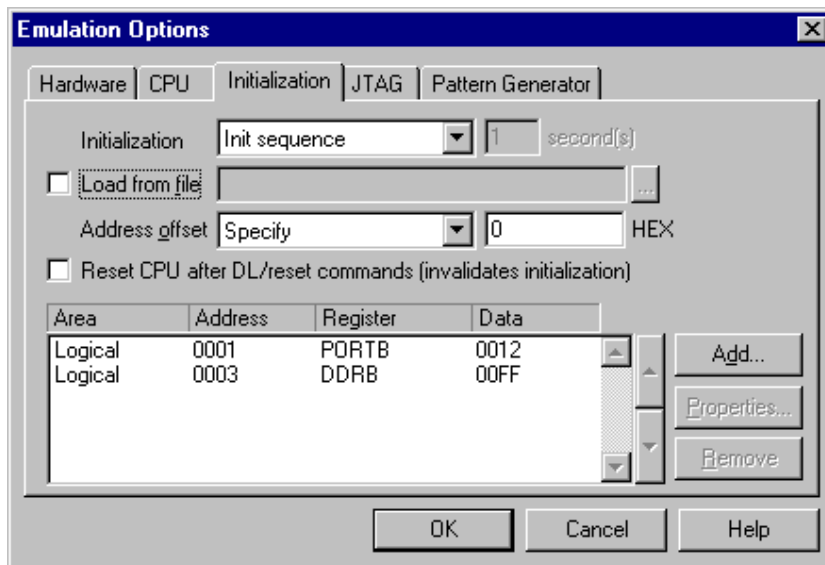 Emulation Options
Hardware CPU Initialization JTAG Pattern Generator
Initialization Init sequence 1 second(s)
Load from file ...
Address offset Specify 0 HEX
Reset CPU after DL/reset commands (invalidates initialization)
Area Address Register Data
Logical 0001 PORTB 0012
Logical 0003 DDRB 00FF
Add...
Properties...
Remove
OK Cancel Help